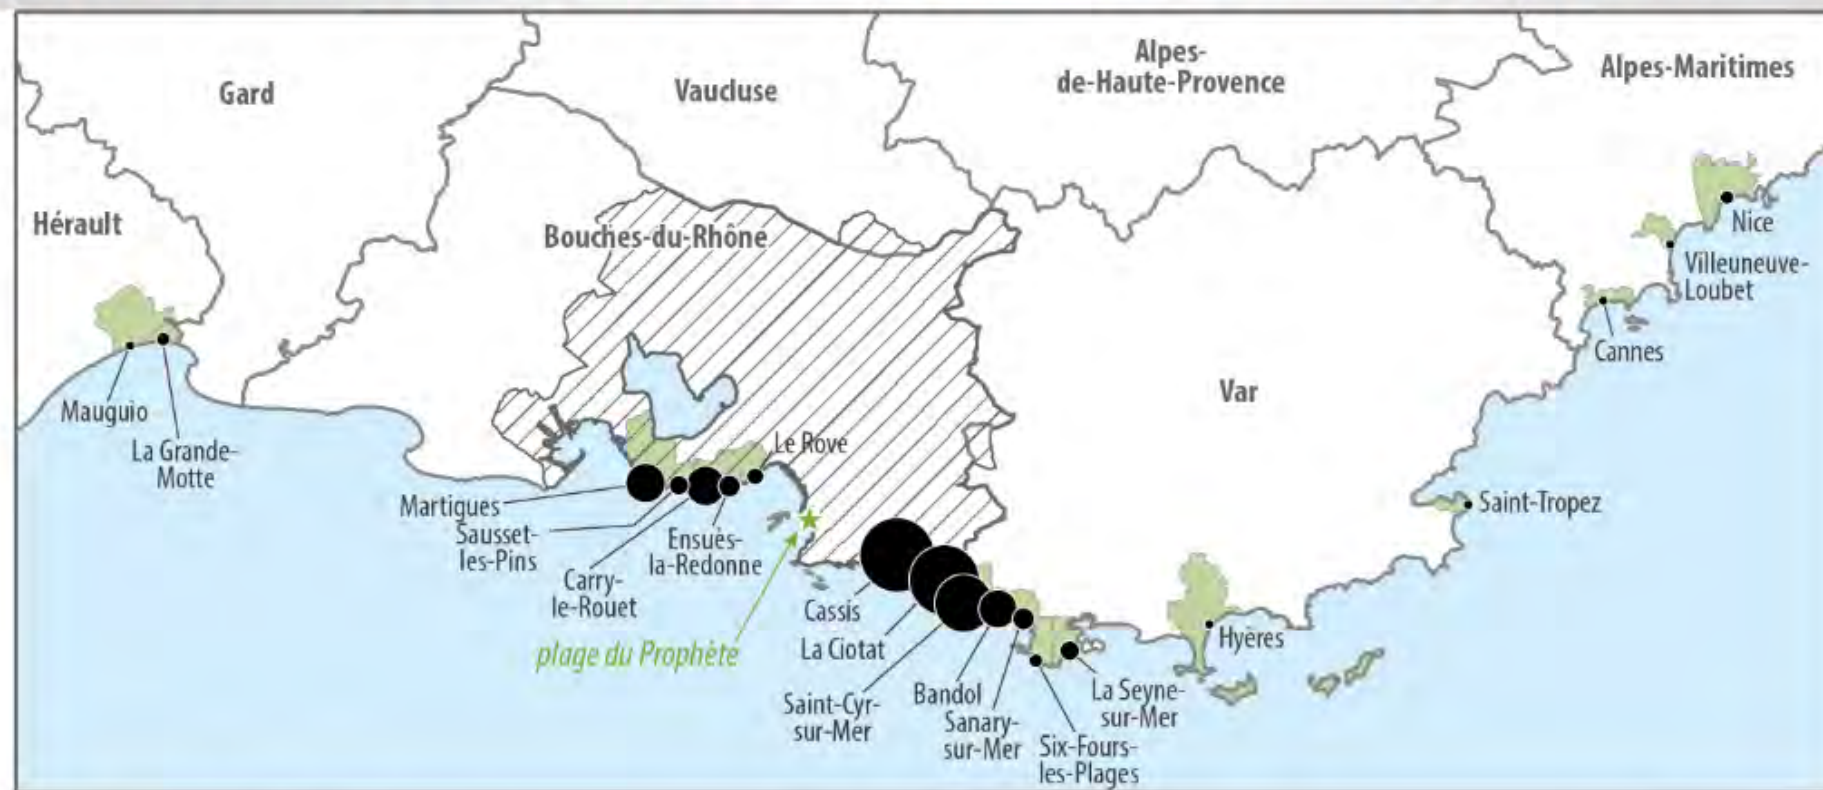 Gard
Vaucluse
Alpes-
de-Haute-Provence
Alpes-Maritimes
Hérault
Bouches-du-Rhône
Var
Nice
Villeuneuve-
Loubet
Cannes
Mauguio
La Grande-
Motte
Martigues
Sausset-
les-Pins
Carry-
le-Rouet
Ensuès-
la-Redonne
Le Rove
plage du Prophète
Cassis
La Ciotat
Saint-Cyr-
sur-Mer
Bandol
Sanary-
sur-Mer
Six-Fours-
les-Plages
La Seyne-
sur-Mer
Hyères
Saint-Tropez